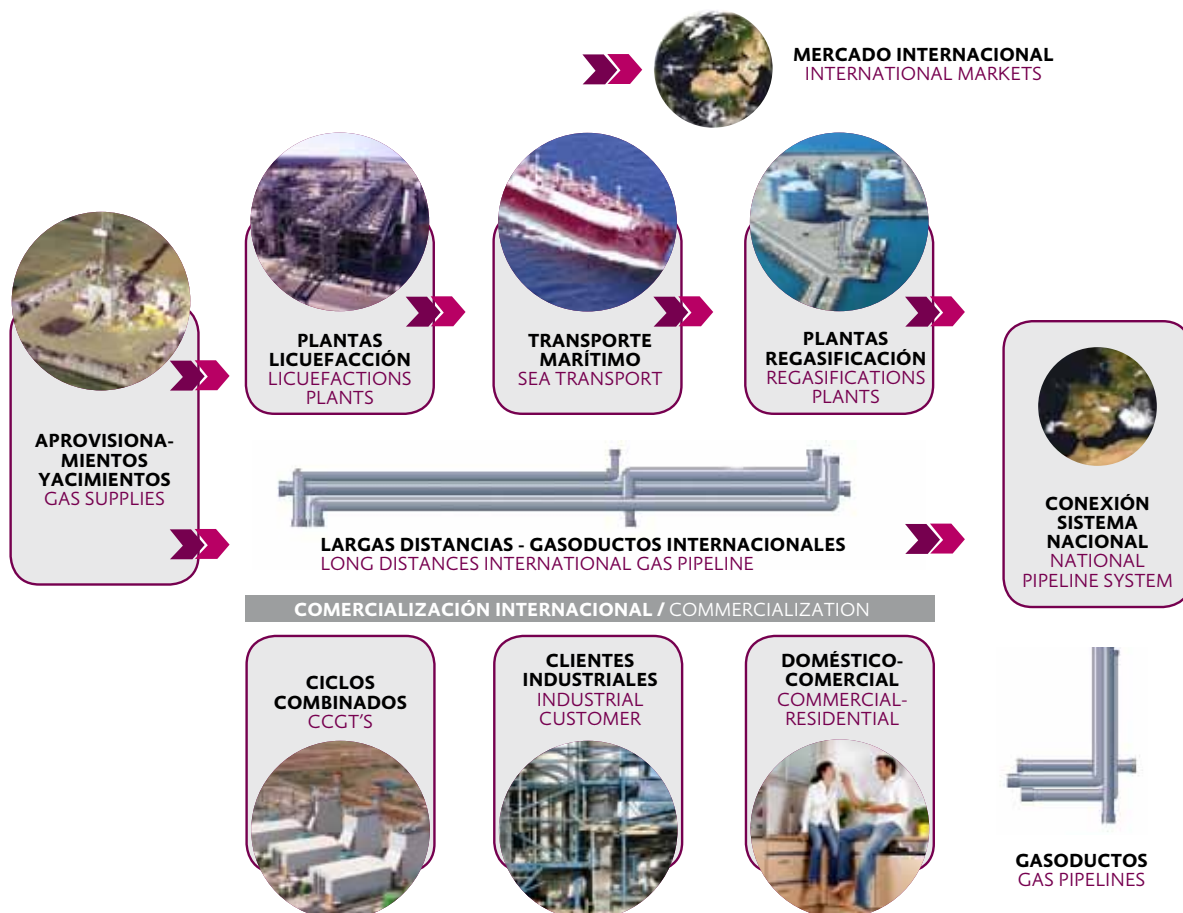 MERCADO INTERNACIONAL
INTERNATIONAL MARKETS
PLANTAS
LICUEFACCIÓN
LICUEFACTIONS
PLANTS
TRANSPORTE
MARÍTIMO
SEA TRANSPORT
PLANTAS
REGASIFICACIÓN
REGASIFICATIONS
PLANTS
APROVISIONA-
MIENTOS
YACIMIENTOS
GAS SUPPLIES
CONEXIÓN
SISTEMA
NACIONAL
NATIONAL
PIPELINE SYSTEM
LARGAS DISTANCIAS - GASODUCTOS INTERNACIONALES
LONG DISTANCES INTERNATIONAL GAS PIPELINE
COMERCIALIZACIÓN INTERNACIONAL / COMMERCIALIZATION
CICLOS
COMBINADOS
CCGT'S
CLIENTES
INDUSTRIALES
INDUSTRIAL
CUSTOMER
DOMÉSTICO-
COMERCIAL
COMMERCIAL-
RESIDENTIAL
GASODUCTOS
GAS PIPELINES